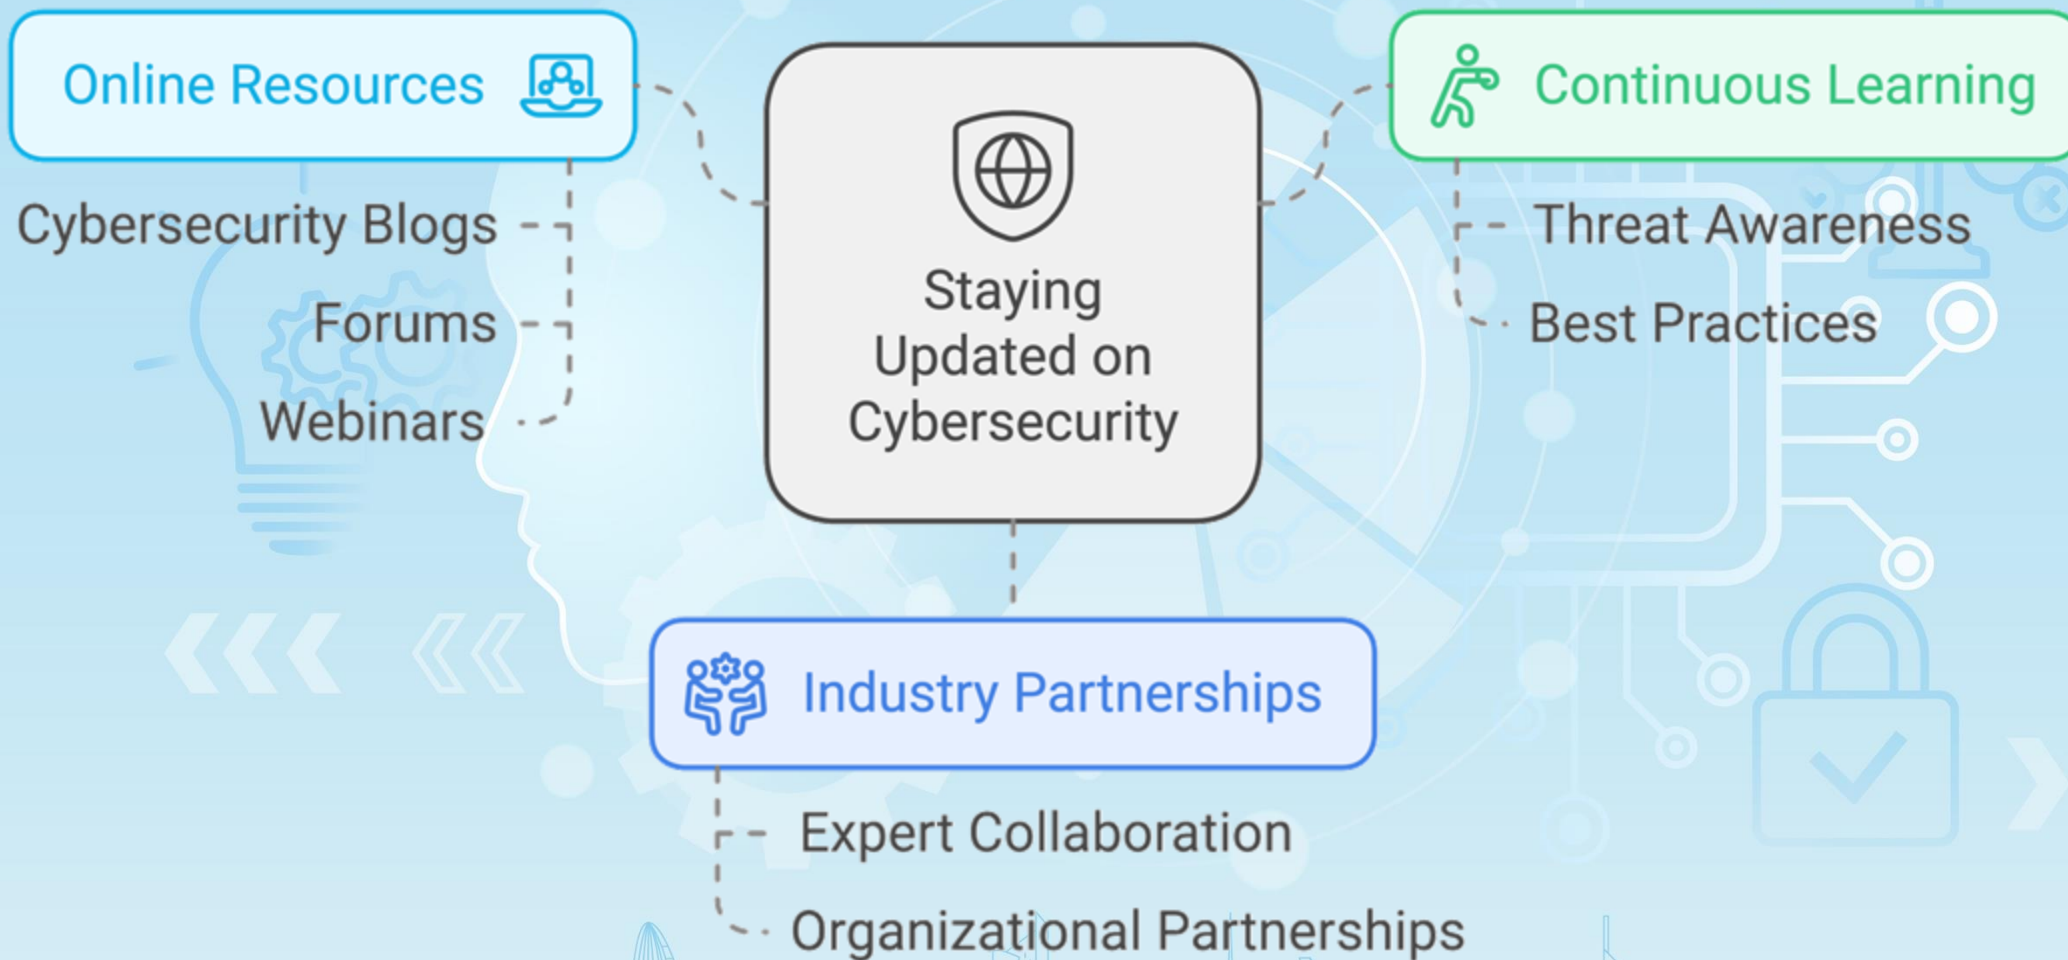 Online Resources
Cybersecurity Blogs
Forums
Webinars
Staying
Updated on
Cybersecurity
Continuous Learning
Threat Awareness
Best Practices
Industry Partnerships
Expert Collaboration
Organizational Partnerships